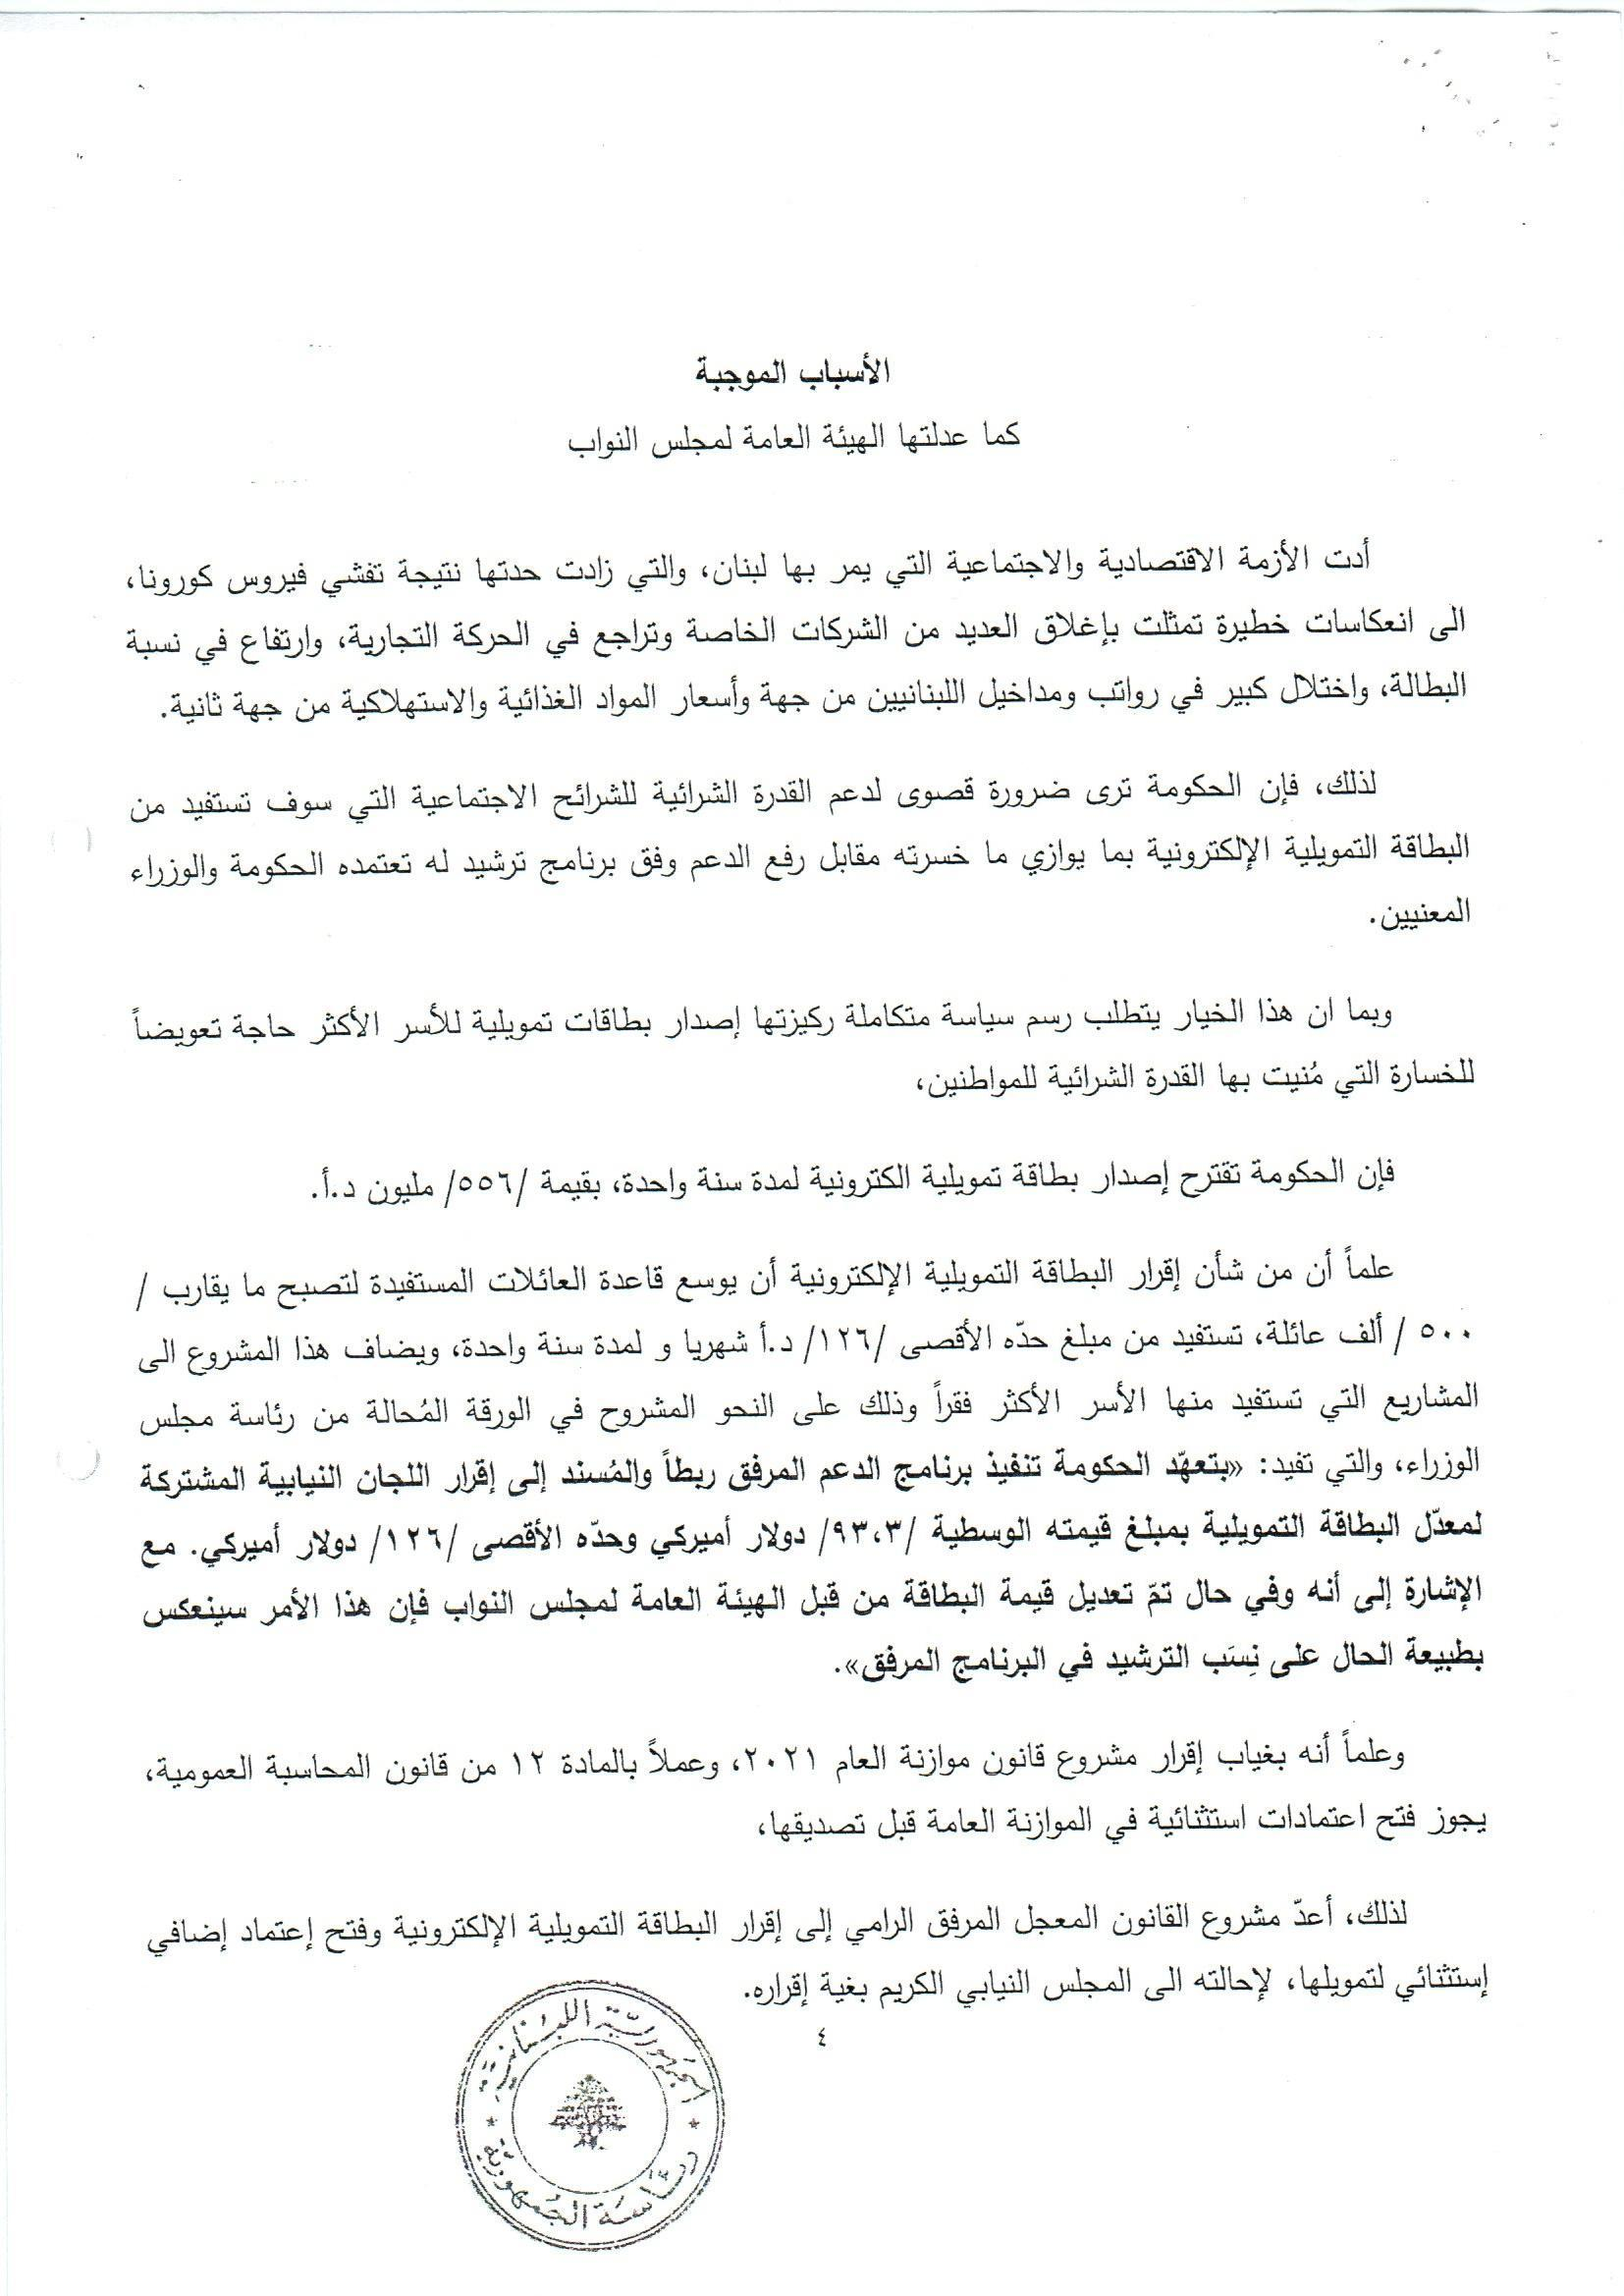 الأسباب الموجبة
كما عدلتها الهيئة العامة لمجلس النواب
أدت الأزمة الاقتصادية والاجتماعية التي يمر بها لبنان، والتي زادت حدتها نتيجة تفشي فيروس كورونا،
الى انعكاسات خطيرة تمثلت بإغلاق العديد من الشركات الخاصة وتراجع في الحركة التجارية، وارتفاع في نسبة
البطالة، واختلال كبير في رواتب ومداخيل اللبنانيين من جهة وأسعار المواد الغذائية والاستهلاكية من جهة ثانية.
لذلك، فإن الحكومة ترى ضرورة قصوى لدعم القدرة الشرائية للشرائح الاجتماعية التي سوف تستفيد من
البطاقة التمويلية الإلكترونية بما يوازي ما خسرته مقابل رفع الدعم وفق برنامج ترشيد له تعتمده الحكومة والوزراء
المعنيين.
وبما ان هذا الخيار يتطلب رسم سياسة متكاملة ركيزتها إصدار بطاقات تمويلية للأسر الأكثر حاجة تعويضاً
للخسارة التي مُنيت بها القدرة الشرائية للمواطنين،
فإن الحكومة تقترح إصدار بطاقة تمويلية الكترونية لمدة سنة واحدة، بقيمة /٥٥٦/ مليون د.أ.
علماً أن من شأن إقرار البطاقة التمويلية الإلكترونية أن يوسع قاعدة العائلات المستفيدة لتصبح ما يقارب /
٥٠٠ / ألف عائلة، تستفيد من مبلغ حدّه الأقصى /١٢٦/ د.أ شهريا و لمدة سنة واحدة، ويضاف هذا المشروع الى
المشاريع التي تستفيد منها الأسر الأكثر فقراً وذلك على النحو المشروح في الورقة المُحالة من رئاسة مجلس
الوزراء، والتي تفيد: «بتعهّد الحكومة تنفيذ برنامج الدعم المرفق ربطاً والمُسند إلى إقرار اللجان النيابية المشتركة
لمعدّل البطاقة التمويلية بمبلغ قيمته الوسطية /٩٣،٣/ دولار أميركي وحدّه الأقصى /١٢٦/ دولار أميركي. مع
الإشارة إلى أنه وفي حال تمّ تعديل قيمة البطاقة من قبل الهيئة العامة لمجلس النواب فإن هذا الأمر سينعكس
بطبيعة الحال على نِسَب الترشيد في البرنامج المرفق».
وعلماً أنه بغياب إقرار مشروع قانون موازنة العام ٢٠٢١، وعملاً بالمادة ١٢ من قانون المحاسبة العمومية،
يجوز فتح اعتمادات استثنائية في الموازنة العامة قبل تصديقها،
لذلك، أعدّ مشروع القانون المعجل المرفق الرامي إلى إقرار البطاقة التمويلية الإلكترونية وفتح إعتماد إضافي
إستثنائي لتمويلها، لإحالته الى المجلس النيابي الكريم بغية إقراره.
٤
الجمهوريّة اللبنانيّة
رئاسة الجمهوريّة